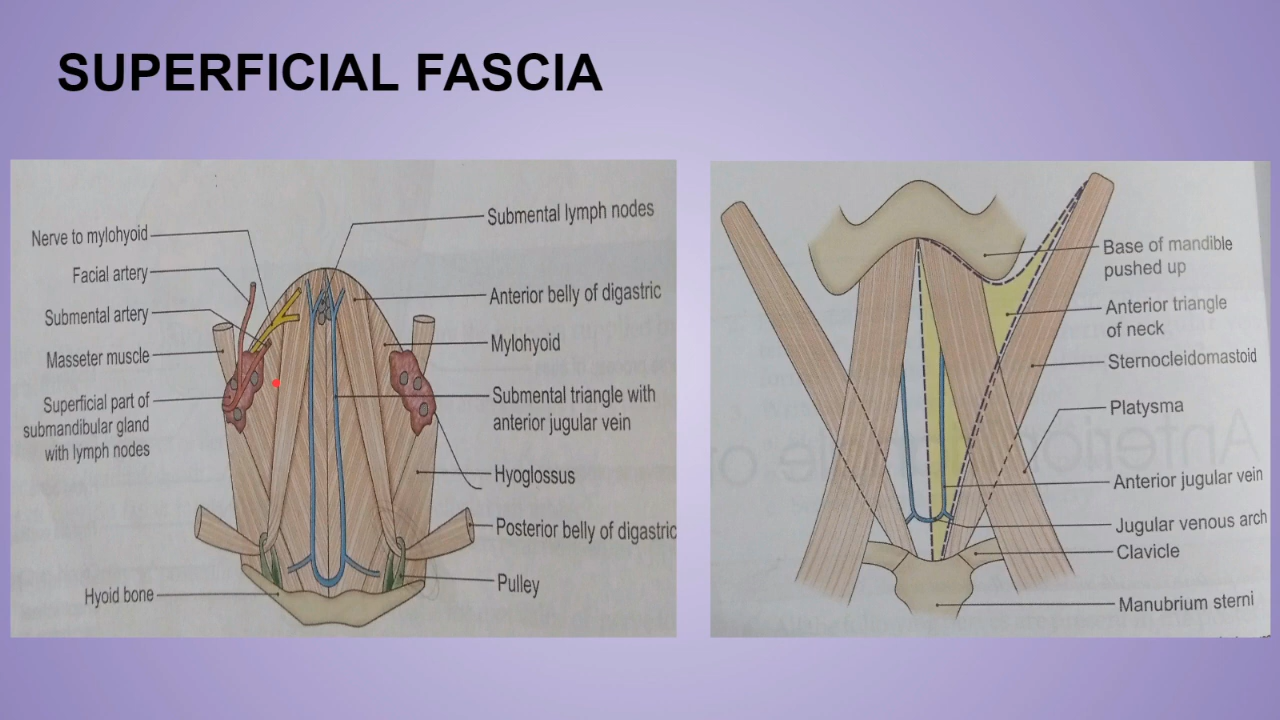 SUPERFICIAL FASCIA
Nerve to mylohyoid
Facial artery
Submental artery
Masseter muscle
Superficial part of
submandibular gland
with lymph nodes
Hyoid bone
Submental lymph nodes
Anterior belly of digastric
Mylohyoid
Submental triangle with
anterior jugular vein
Hyoglossus
Posterior belly of digastric
Pulley
Base of mandible
pushed up
Anterior triangle
of neck
Sternocleidomastoid
Platysma
Anterior jugular vein
Jugular venous arch
Clavicle
Manubrium sterni